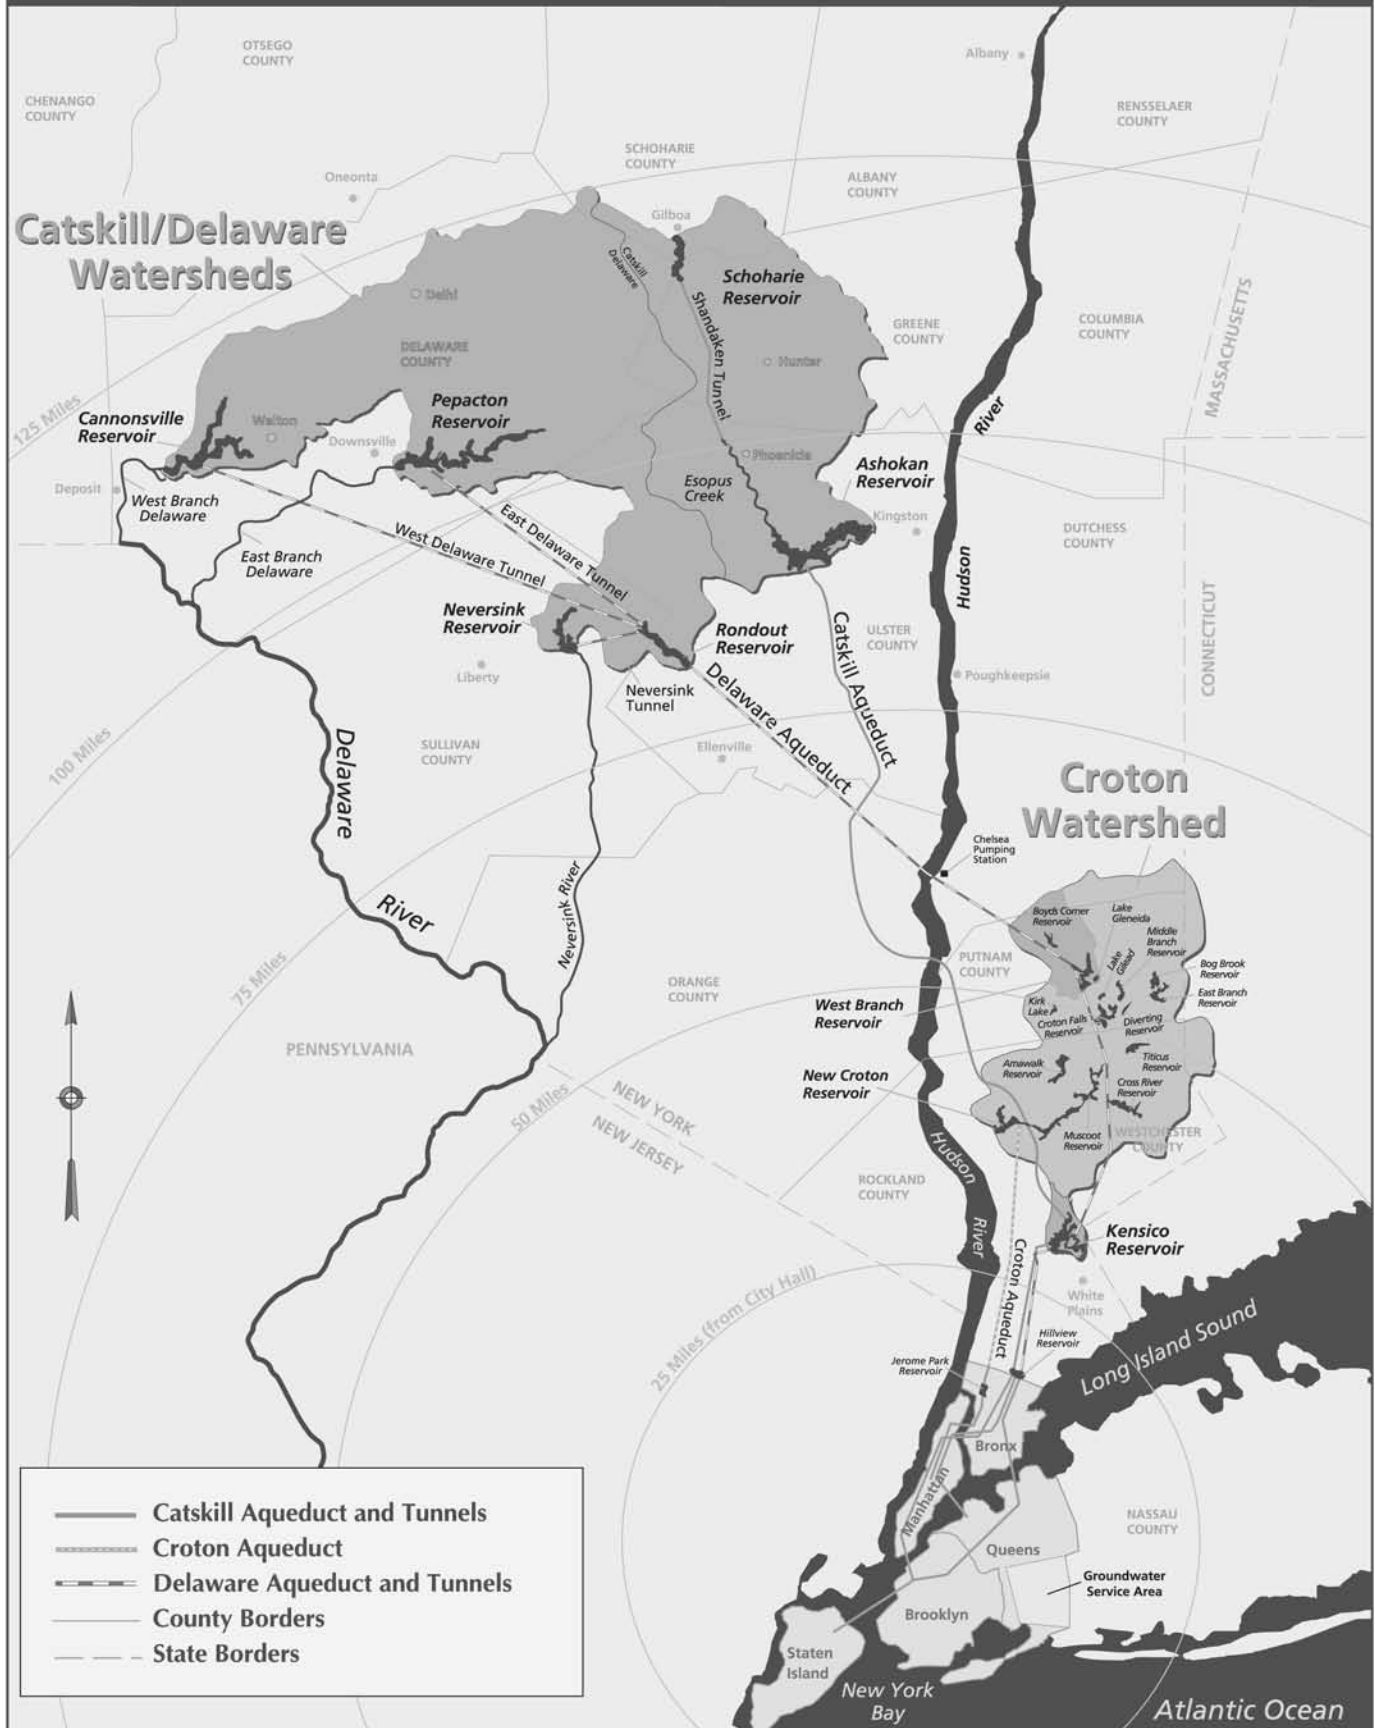 OTSEGO
COUNTY
CHENANGO
COUNTY
Albany
RENSSELAER
COUNTY
SCHOHARIE
COUNTY
ALBANY
COUNTY
Oneonta
Gilboa
Catskill/Delaware
Watersheds
Catskill
Delaware
Schoharie
Reservoir
Delhi
Shandaken Tunnel
GREENE
COUNTY
COLUMBIA
COUNTY
MASSACHUSETTS
DELAWARE
COUNTY
Hunter
125 Miles
Cannonsville
Reservoir
Walton
Pepacton
Reservoir
Downsville
River
Phoenicia
Ashokan
Reservoir
Esopus
Creek
Deposit
West Branch
Delaware
Kingston
DUTCHESS
COUNTY
East Branch
Delaware
West Delaware Tunnel
East Delaware Tunnel
Hudson
CONNECTICUT
Neversink
Reservoir
Rondout
Reservoir
Catskill Aqueduct
ULSTER
COUNTY
Liberty
Neversink
Tunnel
Delaware Aqueduct
Poughkeepsie
100 Miles
SULLIVAN
COUNTY
Ellenville
Delaware
Croton
Watershed
Chelsea
Pumping
Station
River
Neversink River
Boyds Corner
Reservoir
Lake
Gleneida
Middle
Branch
Reservoir
Lake
Gilead
Bog Brook
Reservoir
East Branch
Reservoir
75 Miles
ORANGE
COUNTY
PUTNAM
COUNTY
West Branch
Reservoir
Kirk
Lake
Croton Falls
Reservoir
Diverting
Reservoir
PENNSYLVANIA
New Croton
Reservoir
Amawalk
Reservoir
Titicus
Reservoir
Cross River
Reservoir
50 Miles
NEW YORK
NEW JERSEY
Muscoot
Reservoir
WESTCHESTER
COUNTY
Hudson
River
ROCKLAND
COUNTY
Kensico
Reservoir
Croton Aqueduct
White
Plains
25 Miles (from City Hall)
Hillview
Reservoir
Jerome Park
Reservoir
Long Island Sound
Bronx
Manhattan
NASSAU
COUNTY
Queens
Groundwater
Service Area
Brooklyn
Staten
Island
New York
Bay
Atlantic Ocean
Catskill Aqueduct and Tunnels
Croton Aqueduct
Delaware Aqueduct and Tunnels
County Borders
State Borders